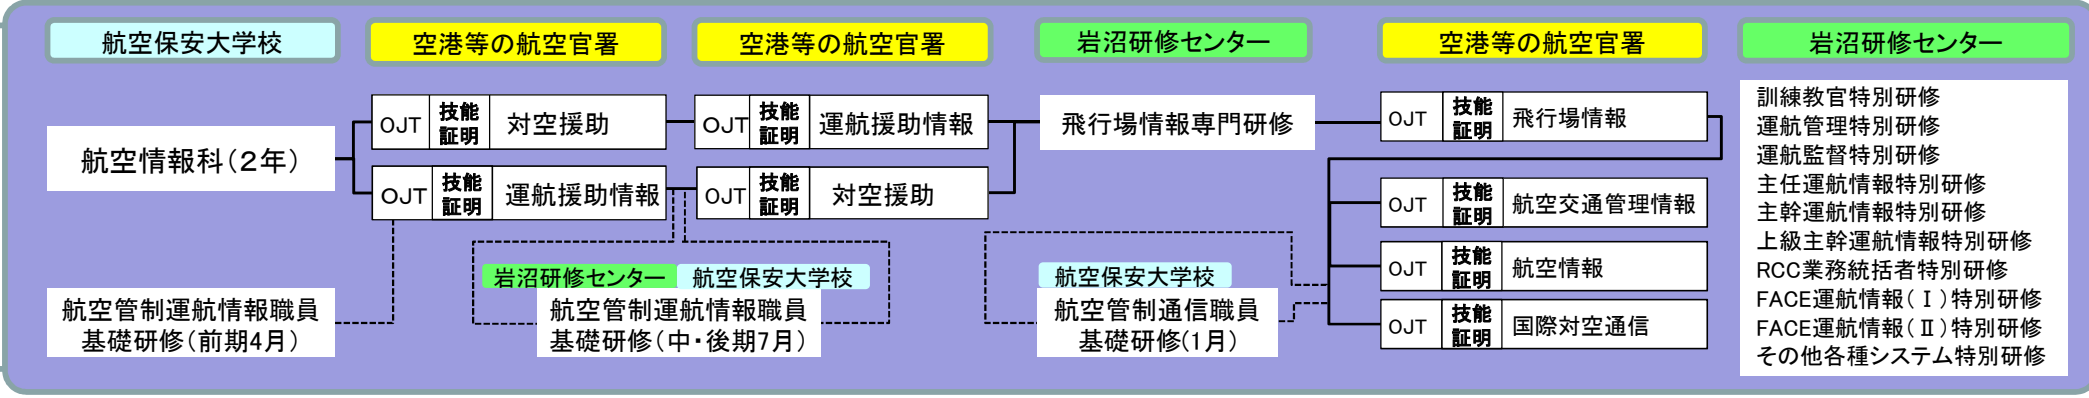 航空保安大学校
空港等の航空官署
空港等の航空官署
岩沼研修センター
空港等の航空官署
岩沼研修センター
航空情報科（２年）
OJT
技能
証明
対空援助
OJT
技能
証明
運航援助情報
OJT
技能
証明
運航援助情報
OJT
技能
証明
対空援助
飛行場情報専門研修
OJT
技能
証明
飛行場情報
OJT
技能
証明
航空交通管理情報
OJT
技能
証明
航空情報
OJT
技能
証明
国際対空通信
航空管制運航情報職員
基礎研修（前期4月）
岩沼研修センター
航空保安大学校
航空管制運航情報職員
基礎研修（中・後期7月）
航空保安大学校
航空管制通信職員
基礎研修(1月）
訓練教官特別研修
運航管理特別研修
運航監督特別研修
主任運航情報特別研修
主幹運航情報特別研修
上級主幹運航情報特別研修
RCC業務統括者特別研修
FACE運航情報（Ⅰ）特別研修
FACE運航情報（Ⅱ）特別研修
その他各種システム特別研修